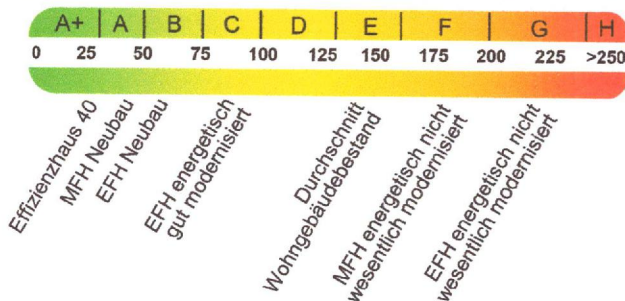 A+ A B C D E F G H
0 25 50 75 100 125 150 175 200 225 >250
Effizienzhaus 40
MFH Neubau
EFH Neubau
EFH energetisch
gut modernisiert
Durchschnitt
Wohngebäudebestand
MFH energetisch nicht
wesentlich modernisiert
EFH energetisch nicht
wesentlich modernisiert